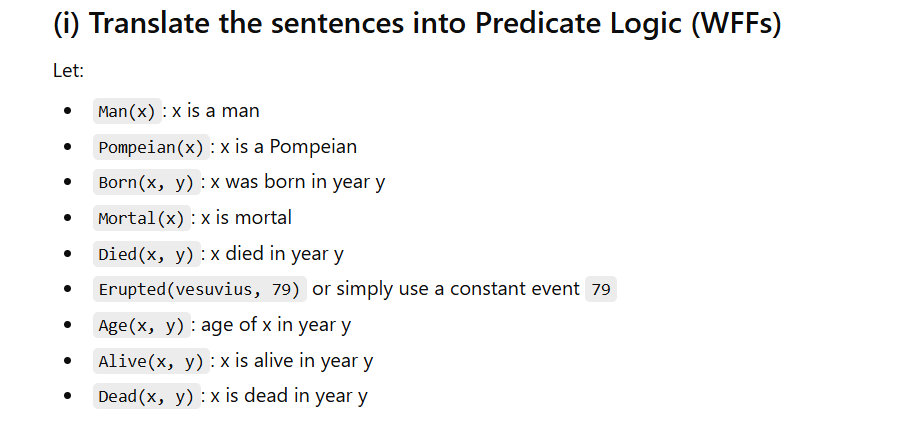 (i) Translate the sentences into Predicate Logic (WFFs)
Let:
• Man(x) : x is a man
• Pompeian(x) : x is a Pompeian
• Born(x, y) : x was born in year y
• Mortal(x) : x is mortal
• Died(x, y) : x died in year y
• Erupted(vesuvius, 79) or simply use a constant event 79
• Age(x, y) : age of x in year y
• Alive(x, y) : x is alive in year y
• Dead(x, y) : x is dead in year y